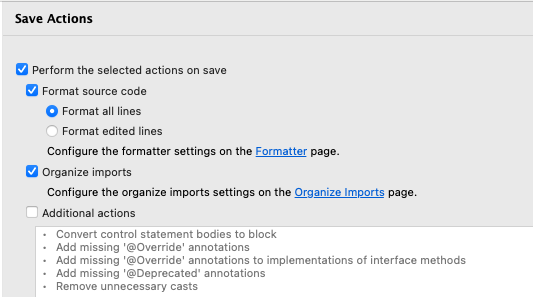 Save Actions
Perform the selected actions on save
Format source code
Format all lines
Format edited lines
Configure the formatter settings on the Formatter page.
Organize imports
Configure the organize imports settings on the Organize Imports page.
Additional actions
• Convert control statement bodies to block
• Add missing '@Override' annotations
• Add missing '@Override' annotations to implementations of interface methods
• Add missing '@Deprecated' annotations
• Remove unnecessary casts